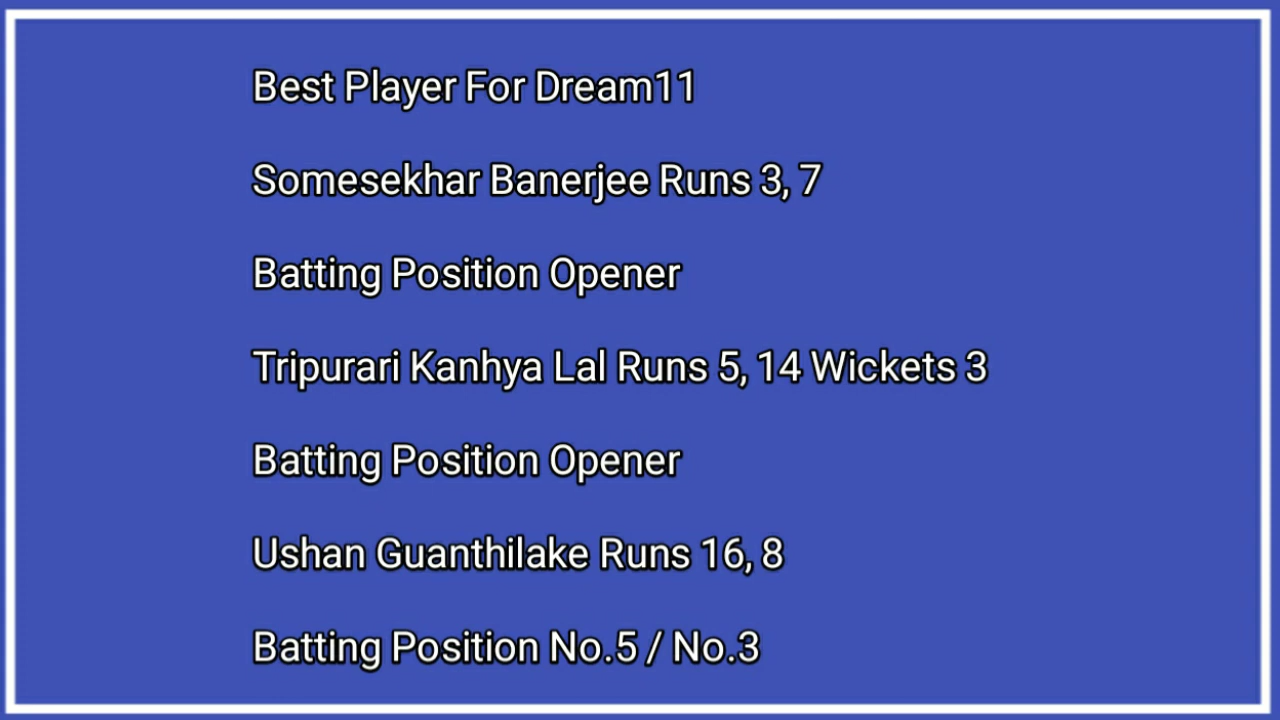 Best Player For Dream11
Somesekhar Banerjee Runs 3, 7
Batting Position Opener
Tripurari Kanhya Lal Runs 5, 14 Wickets 3
Batting Position Opener
Ushan Guanthilake Runs 16, 8
Batting Position No.5 / No.3